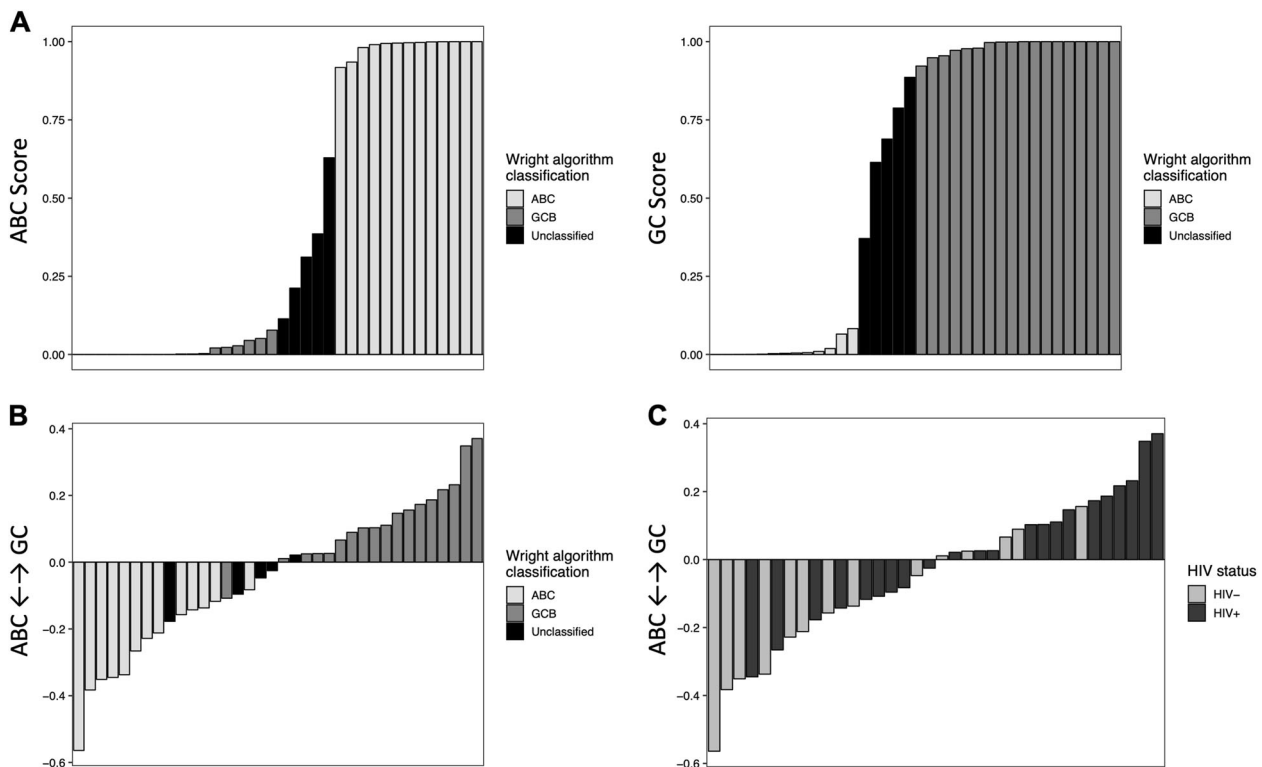 A
ABC Score
1.00
0.75
0.50
0.25
0.00
Wright algorithm
classification
ABC
GCB
Unclassified
GC Score
1.00
0.75
0.50
0.25
0.00
Wright algorithm
classification
ABC
GCB
Unclassified
B
ABC ←→ GC
0.4
0.2
0.0
−0.2
−0.4
−0.6
Wright algorithm
classification
ABC
GCB
Unclassified
C
ABC ←→ GC
0.4
0.2
0.0
−0.2
−0.4
−0.6
HIV status
HIV−
HIV+